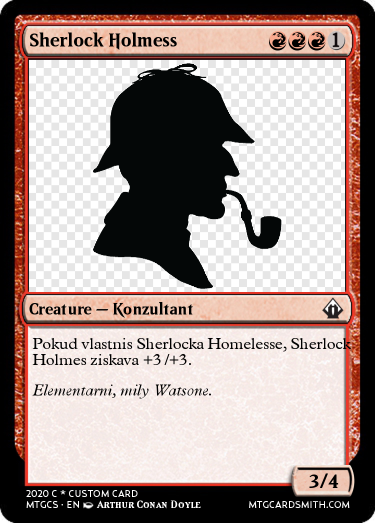 Sherlock Holmess 1
Creature — Konzultant
Pokud vlastnis Sherlocka Homelesse, Sherlock
Holmes ziskava +3/+3.
Elementarni, mily Watsone.
3/4
2020 C * CUSTOM CARD
MTGCS · EN ARTHUR CONAN DOYLE MTGCARDSMITH.COM